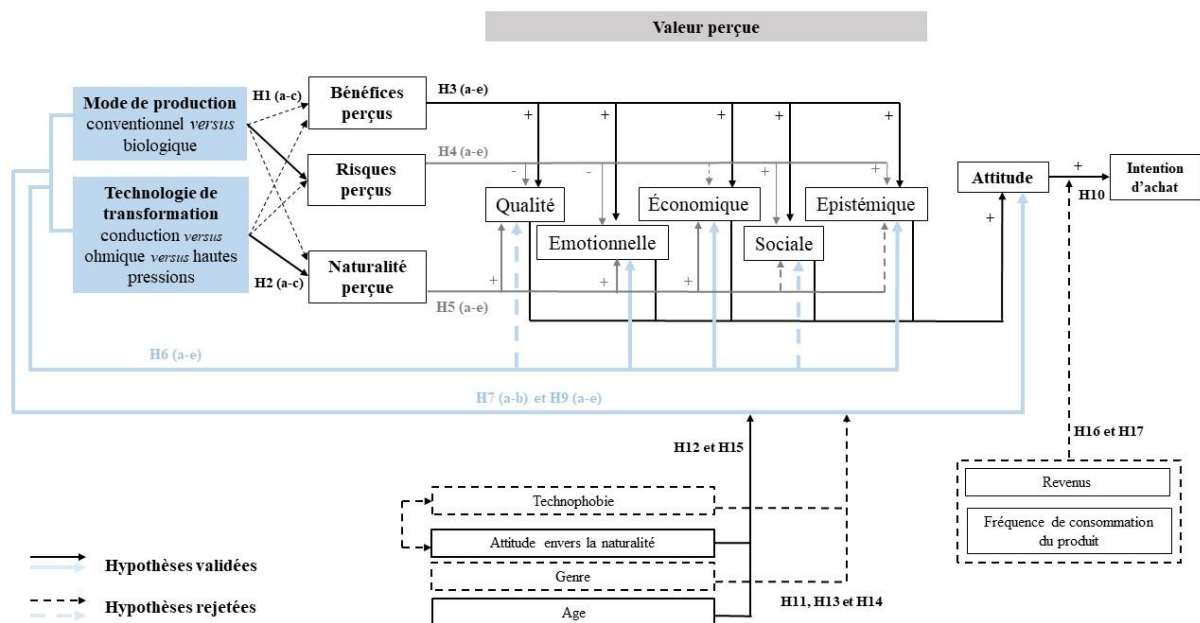 Valeur perçue
Mode de production
conventionnel versus
biologique
H1 (a-c)
Bénéfices
perçus
H3 (a-e)
+ + + + +
H4 (a-e)
Risques
perçus
- - + +
Technologie de
transformation
conduction versus
ohmique versus hautes
pressions
Qualité
Économique
Epistémique
Emotionnelle
Sociale
Attitude
+
H10
Intention
d'achat
+
H2 (a-c)
Naturalité
perçue
+ + +
H5 (a-e)
H6 (a-e)
H7 (a-b) et H9 (a-e)
H12 et H15
H16 et H17
Technophobie
Attitude envers la naturalité
Genre
Age
H11, H13 et H14
Revenus
Fréquence de consommation
du produit
Hypothèses validées
Hypothèses rejetées